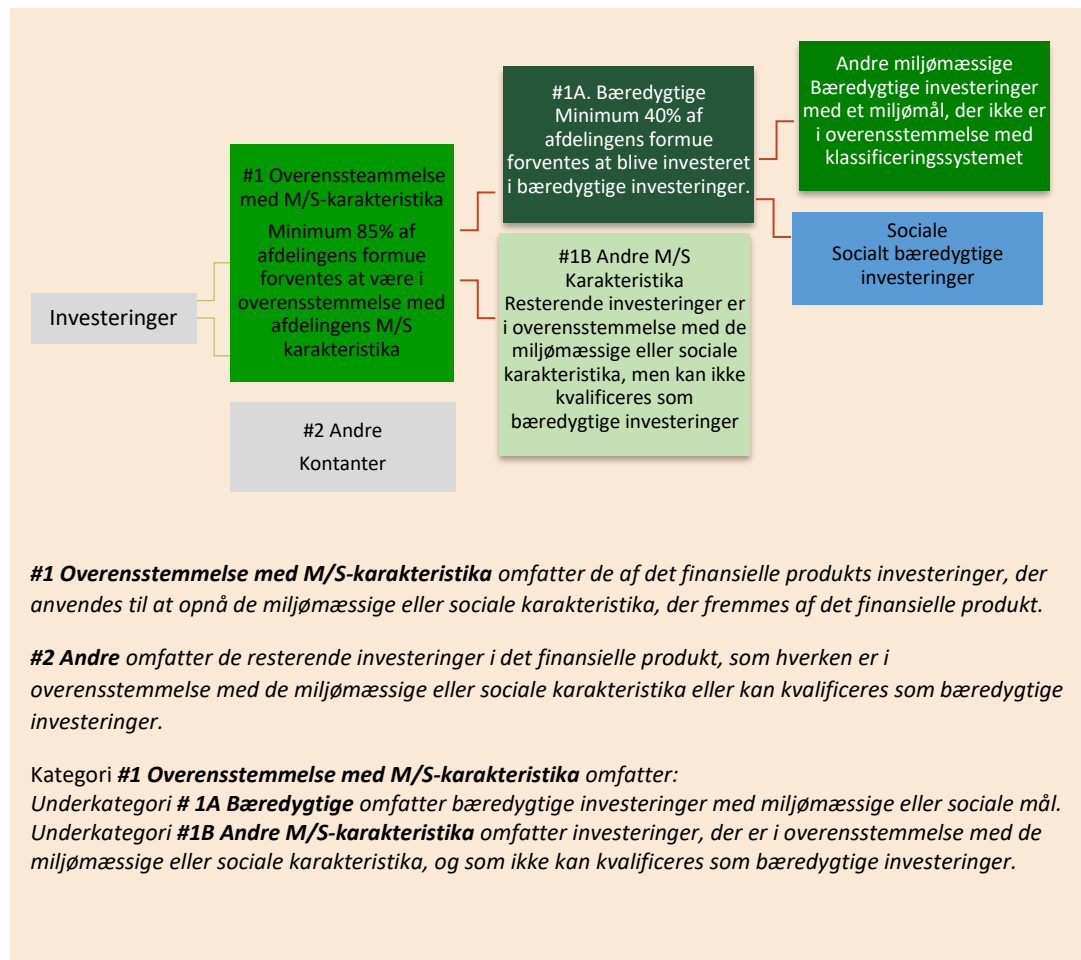 Investeringer
#1 Overenssteammelse
med M/S-karakteristika
Minimum 85% af
afdelingens formue
forventes at være i
overensstemmelse med
afdelingens M/S
karakteristika
#2 Andre
Kontanter
#1A. Bæredygtige
Minimum 40% af
afdelingens formue
forventes at blive investeret
i bæredygtige investeringer.
#1B Andre M/S
Karakteristika
Resterende investeringer er
i overensstemmelse med de
miljømæssige eller sociale
karakteristika, men kan ikke
kvalificeres som
bæredygtige investeringer
Andre miljømæssige
Bæredygtige investeringer
med et miljømål, der ikke er
i overensstemmelse med
klassificeringssystemet
Sociale
Socialt bæredygtige
investeringer
#1 Overensstemmelse med M/S-karakteristika omfatter de af det finansielle produkts investeringer, der
anvendes til at opnå de miljømæssige eller sociale karakteristika, der fremmes af det finansielle produkt.
#2 Andre omfatter de resterende investeringer i det finansielle produkt, som hverken er i
overensstemmelse med de miljømæssige eller sociale karakteristika eller kan kvalificeres som bæredygtige
investeringer.
Kategori #1 Overensstemmelse med M/S-karakteristika omfatter:
Underkategori # 1A Bæredygtige omfatter bæredygtige investeringer med miljømæssige eller sociale mål.
Underkategori #1B Andre M/S-karakteristika omfatter investeringer, der er i overensstemmelse med de
miljømæssige eller sociale karakteristika, og som ikke kan kvalificeres som bæredygtige investeringer.